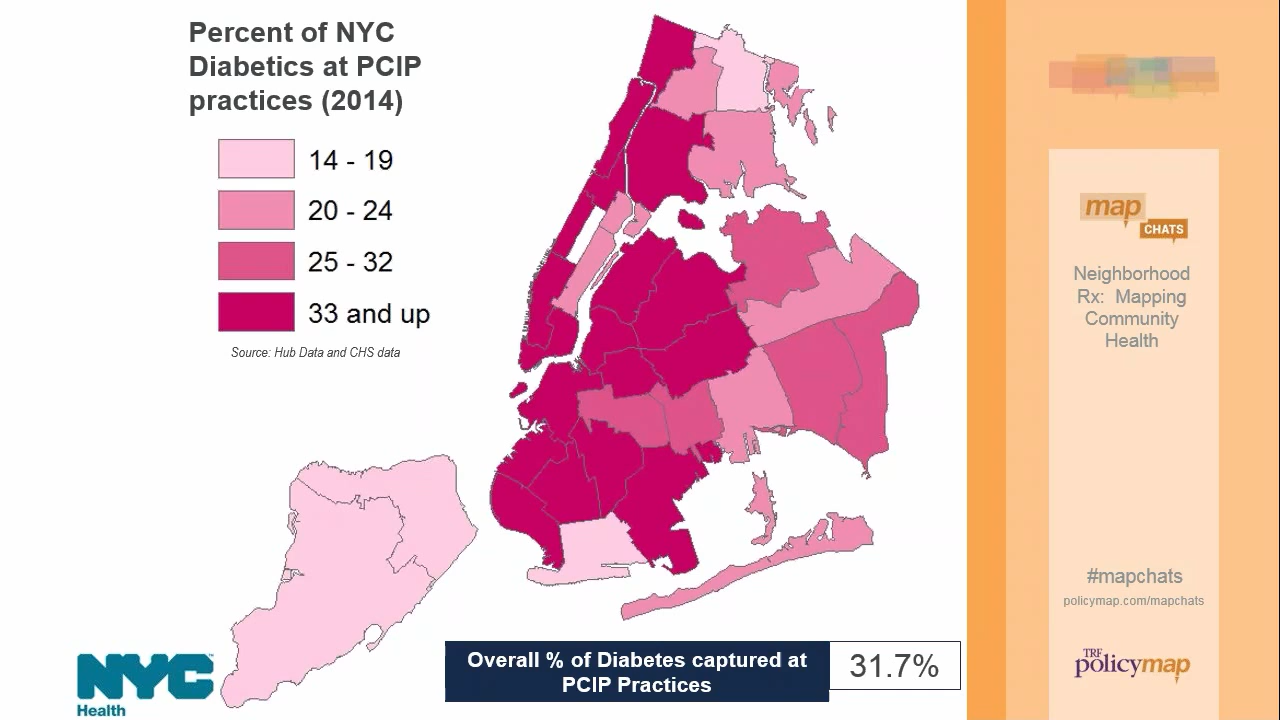 Percent of NYC
Diabetics at PCIP
practices (2014)
14 - 19
20 - 24
25 - 32
33 and up
Source: Hub Data and CHS data
NYC
Health
Overall % of Diabetes captured at
PCIP Practices
31.7%
map
CHATS
Neighborhood
Rx: Mapping
Community
Health
#mapchats
policymap.com/mapchats
TRF
policymap